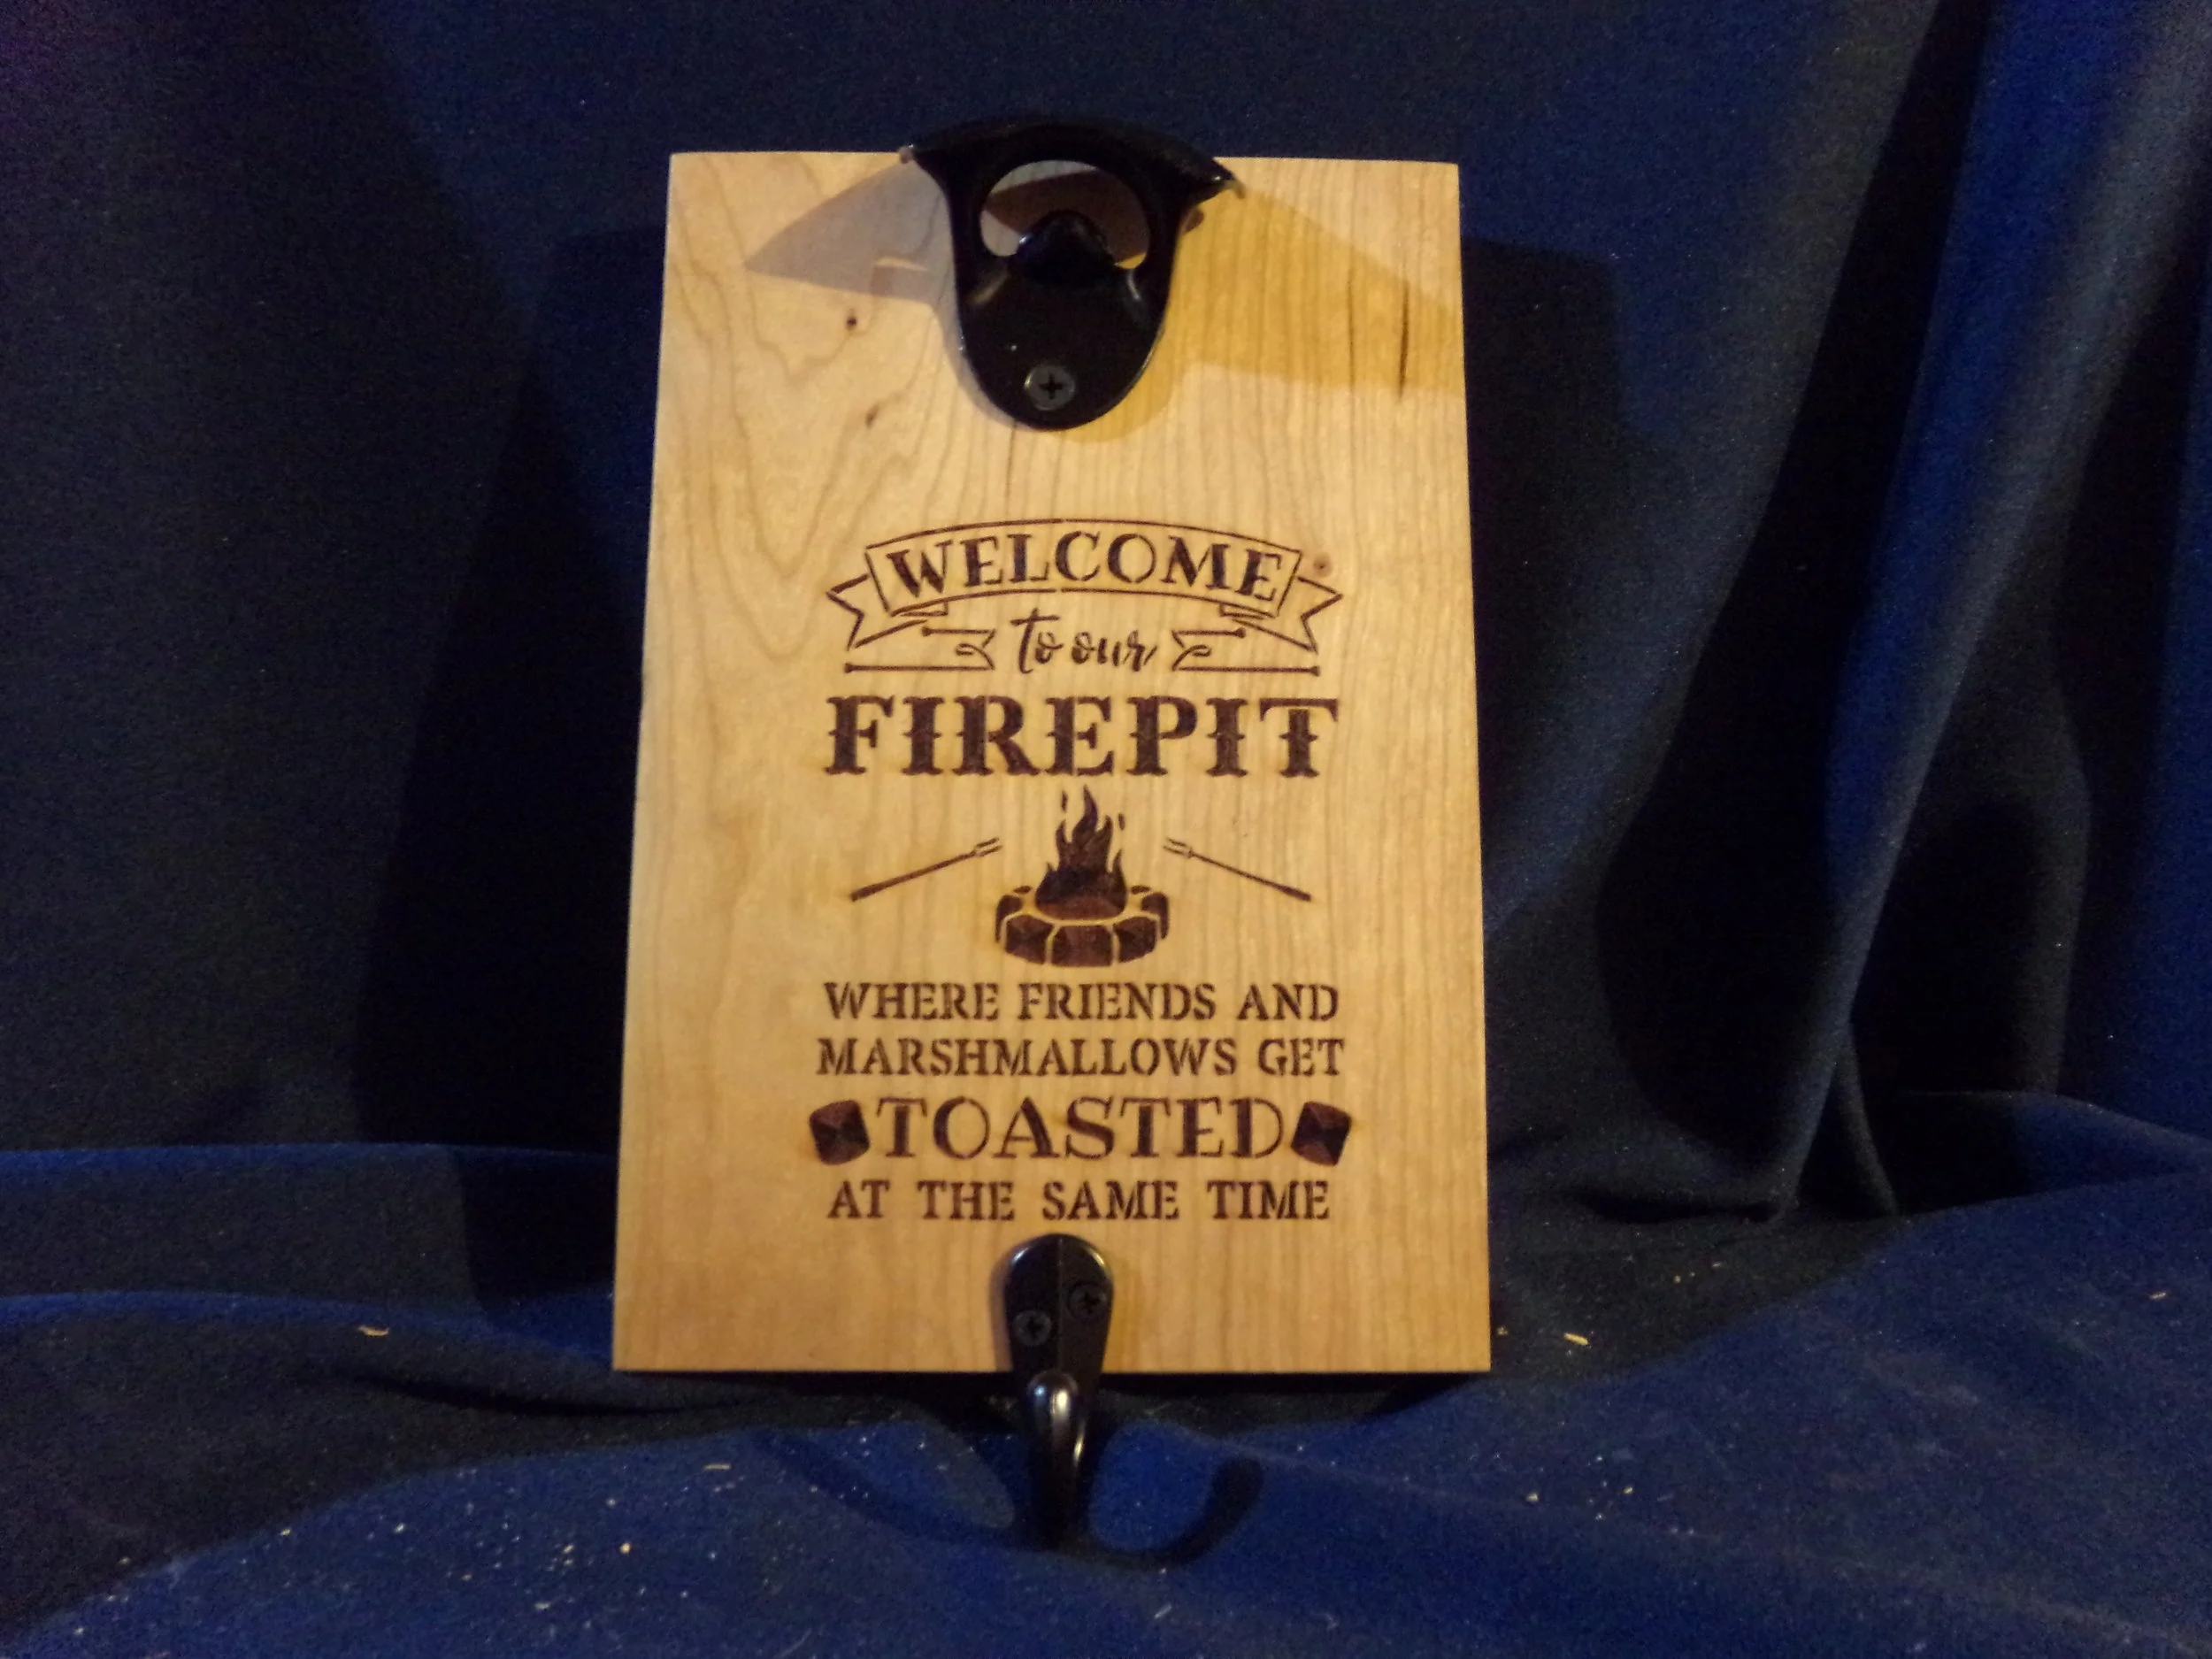 WELCOME
to our
FIREPIT
WHERE FRIENDS AND
MARSHMALLOWS GET
TOASTED
AT THE SAME TIME